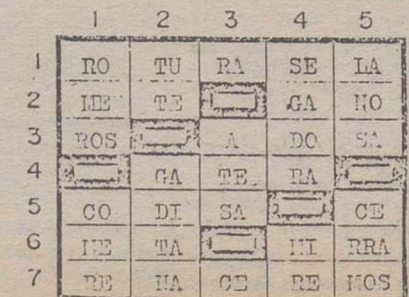 1 2 3 4 5
1 RO TU RA SE LA
2 ME TE GA NO
3 ROS A DO SA
4 GA TE RA
5 CO DI SA CE
6 ME TA MI RRA
7 RE NA CE RE MOS